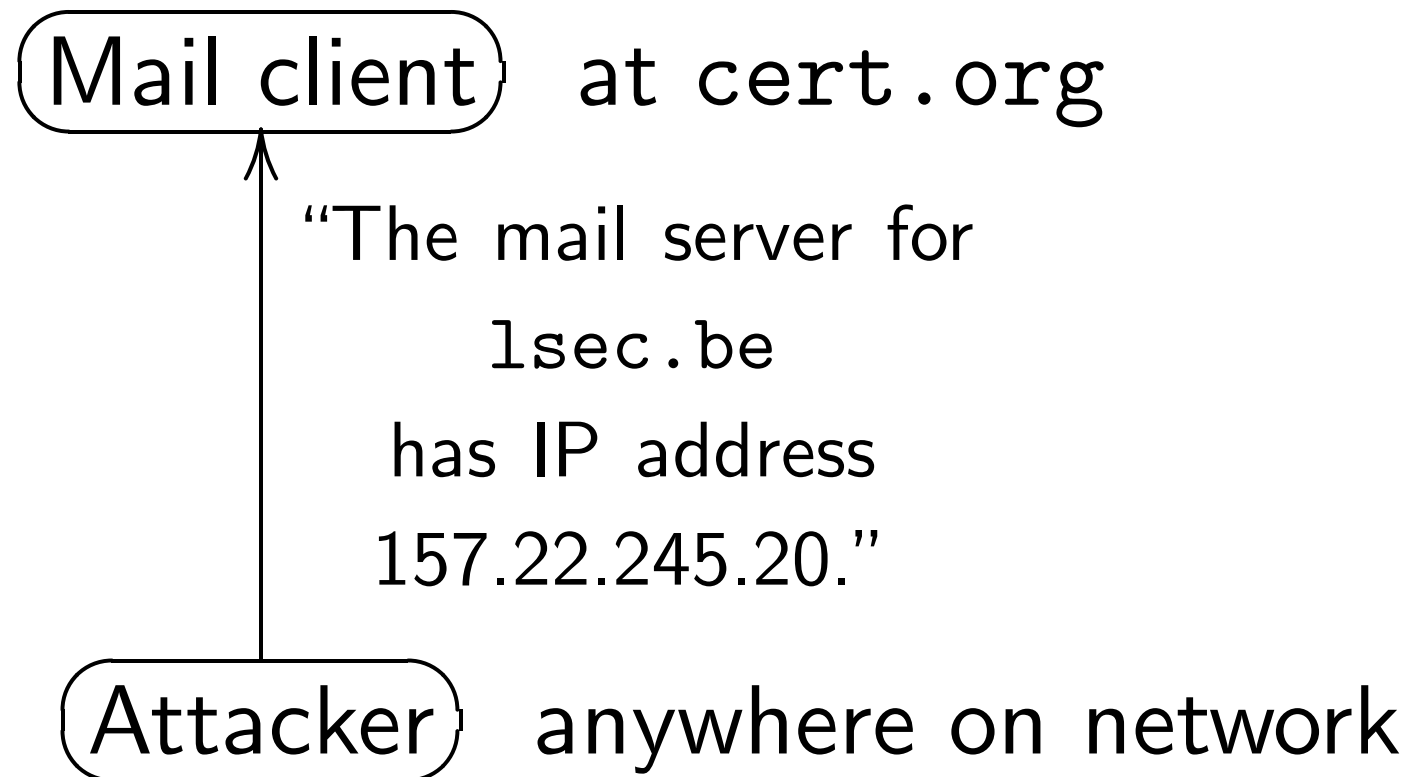 Mail client at cert.org
“The mail server for
lsec.be
has IP address
157.22.245.20.”
Attacker anywhere on network